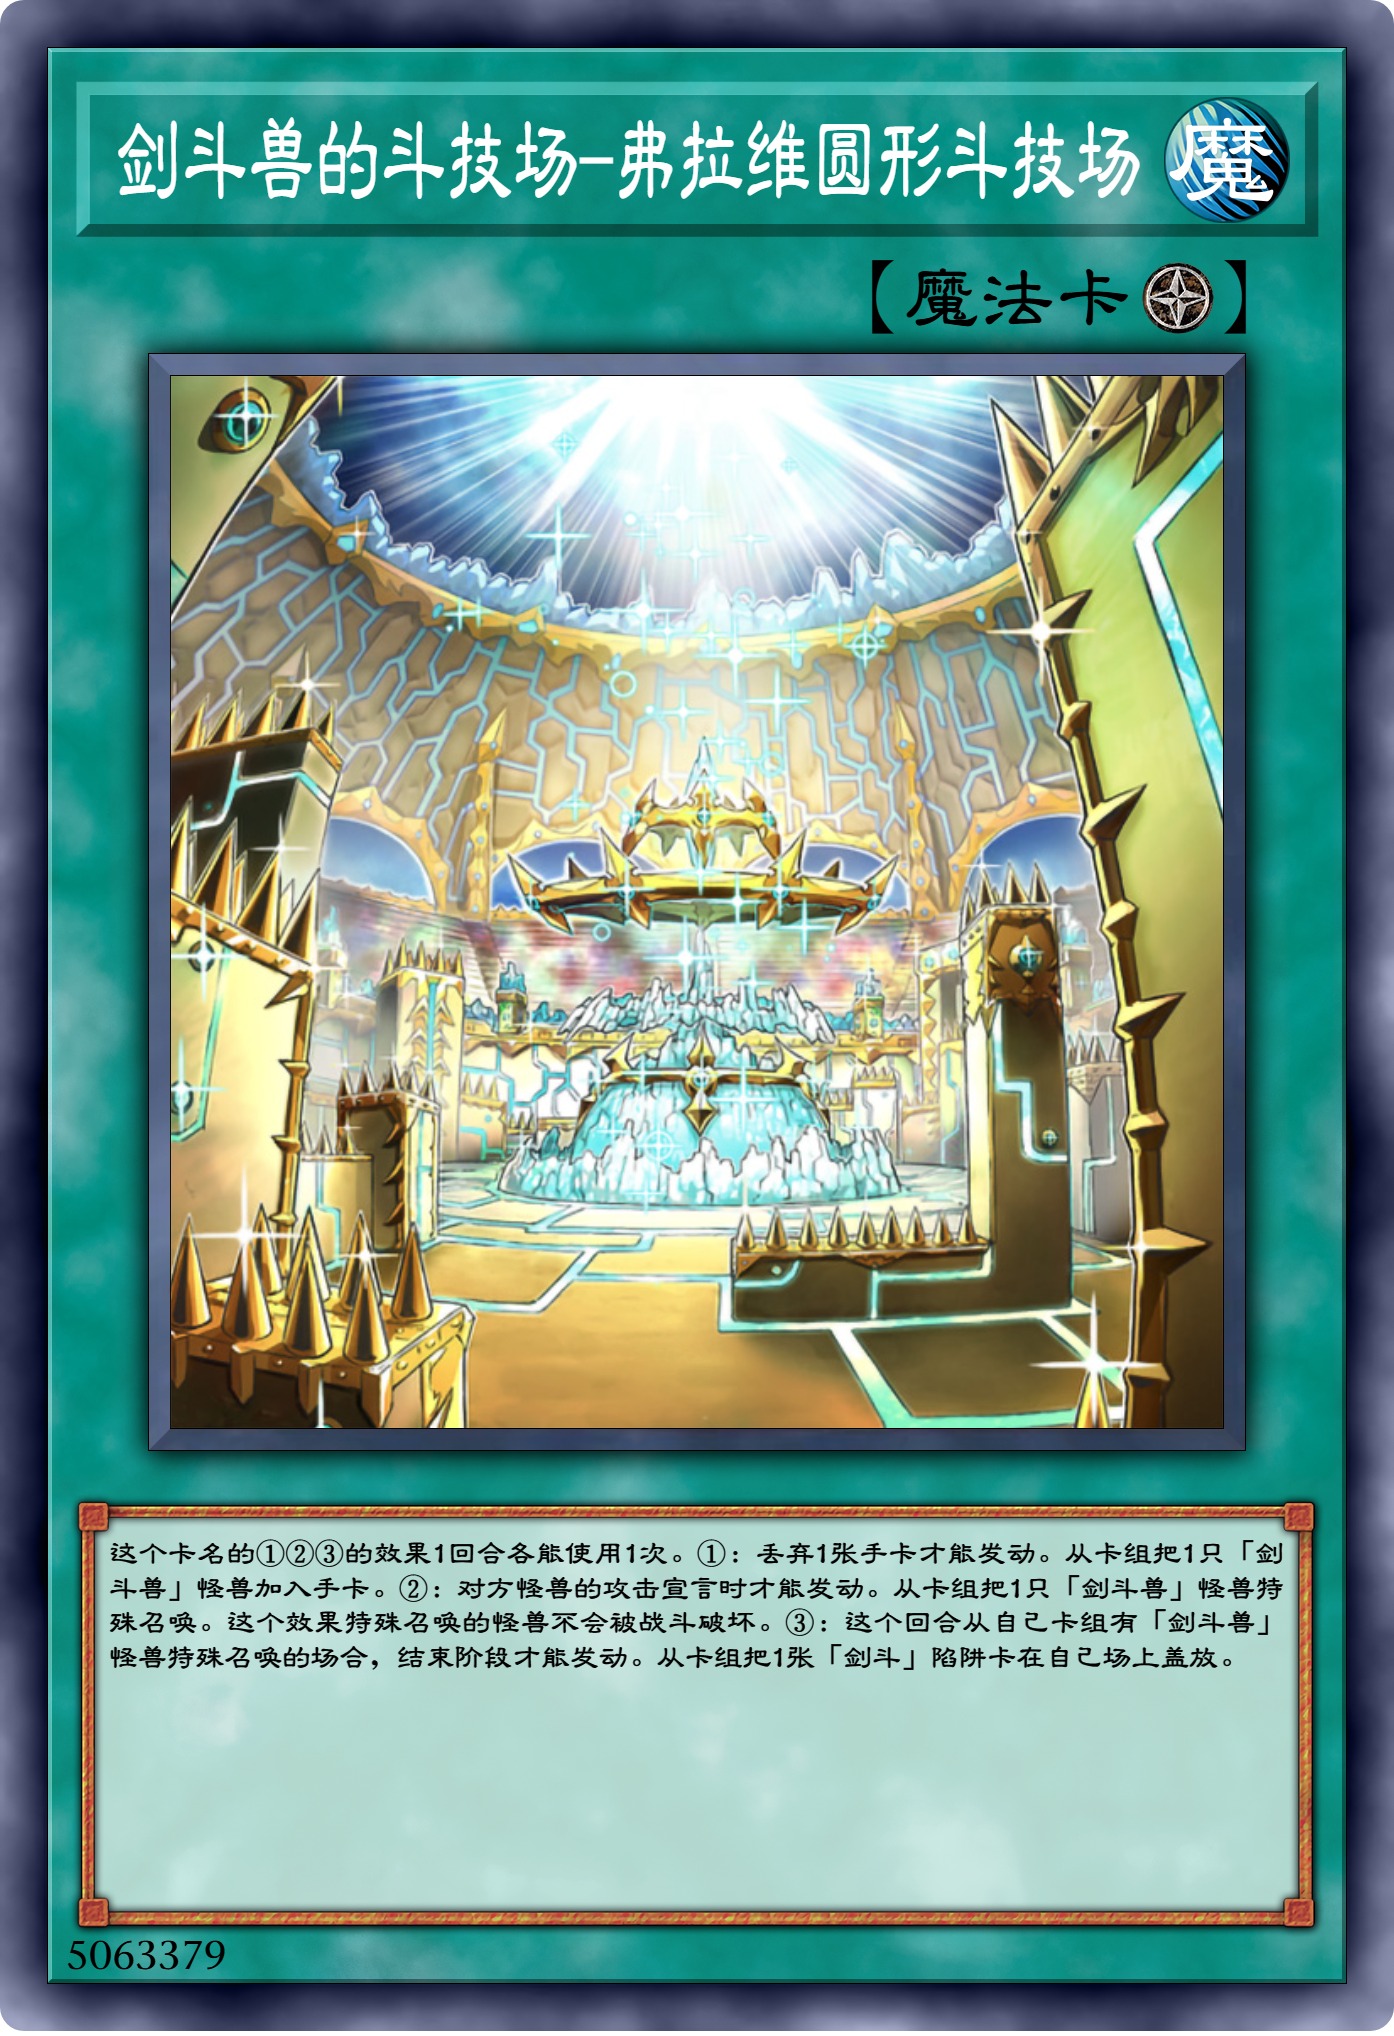 剑斗兽的斗技场-弗拉维圆形斗技场
魔
【魔法卡】
这个卡名的①②③的效果1回合各能使用1次。①：丢弃1张手卡才能发动。从卡组把1只「剑
斗兽」怪兽加入手卡。②：对方怪兽的攻击宣言时才能发动。从卡组把1只「剑斗兽」怪兽特
殊召唤。这个效果特殊召唤的怪兽不会被战斗破坏。③：这个回合从自己卡组有「剑斗兽」
怪兽特殊召唤的场合，结束阶段才能发动。从卡组把1张「剑斗」陷阱卡在自己场上盖放。
5063379